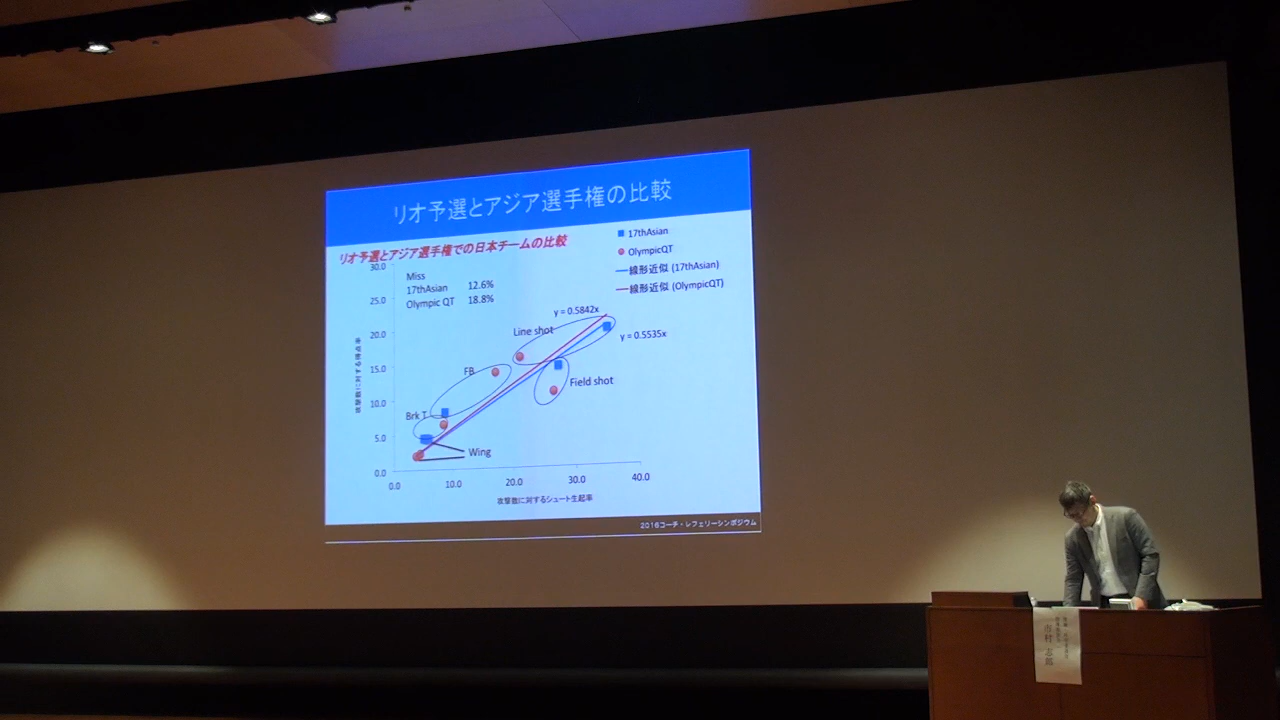 リオ予選とアジア選手権の比較
リオ予選とアジア選手権での日本チームの比較
17thAsian
OlympicQT
線形近似 (17thAsian)
線形近似 (OlympicQT)
Miss
17thAsian 12.6%
Olympic QT 18.8%
30.0
25.0
20.0
15.0
10.0
5.0
0.0
攻撃数に対する得点率
y = 0.5842x
y = 0.5535x
Line shot
FB
Field shot
Brk T
Wing
0.0 10.0 20.0 30.0 40.0
攻撃数に対するシュート生起率
2016コーチ・レフェリーシンポジウム
市村 志郎